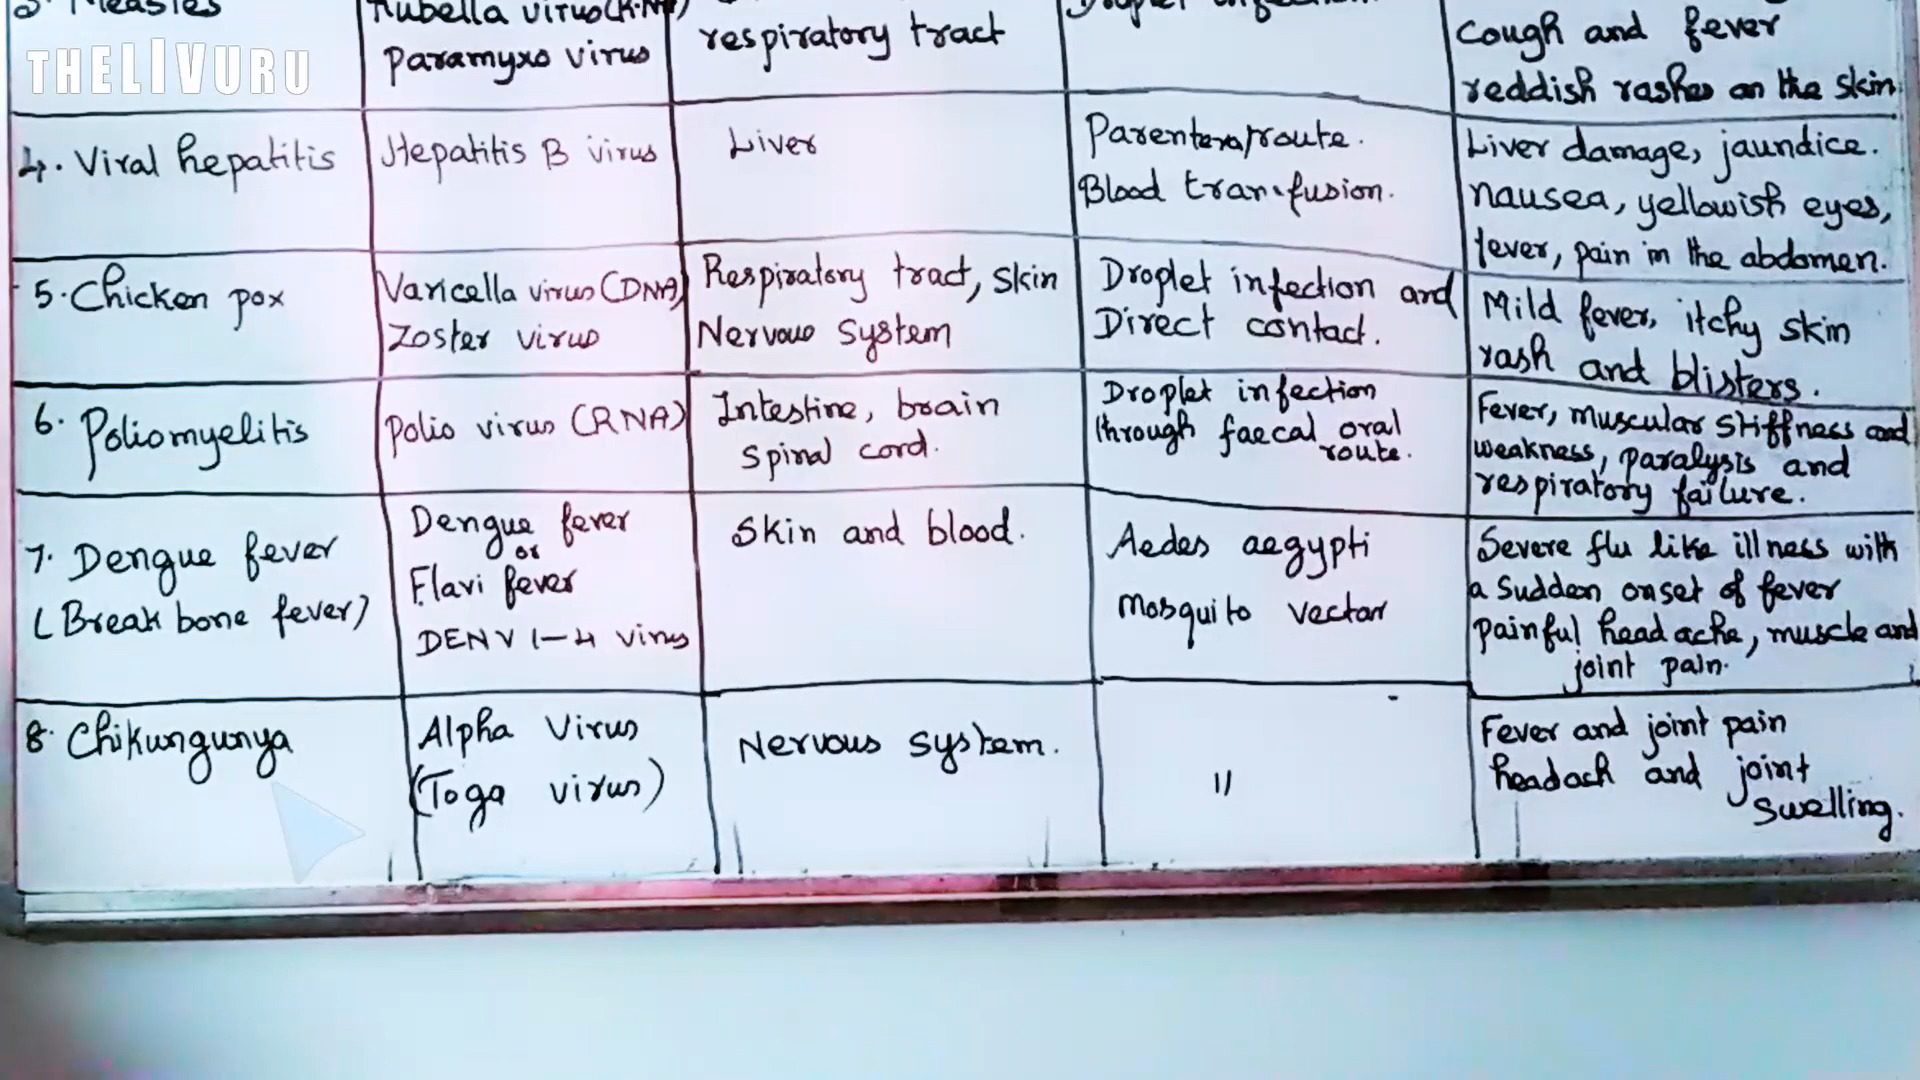 3. Measles
Rubella virus(RNA)
Paramyxo virus
respiratory tract
Droplet infection
Cough and fever
reddish rashes on the skin.
THELIVURU
4. Viral hepatitis
Hepatitis B virus
Liver
Parenteral route.
Blood transfusion.
Liver damage, jaundice.
nausea, yellowish eyes,
fever, pain in the abdomen.
5. Chicken pox
Varicella virus (DNA)
Zoster virus
Respiratory tract, Skin
Nervous system
Droplet infection and
Direct contact.
Mild fever, itchy skin
rash and blisters.
6. Poliomyelitis
Polio virus (RNA)
Intestine, brain
spinal cord.
Droplet infection
through faecal oral
route.
Fever, muscular stiffness and
weakness, paralysis and
respiratory failure.
7. Dengue fever
(Break bone fever)
Dengue fever
or
Flavi fever
DENV 1-4 virus
Skin and blood.
Aedes aegypti
Mosquito vector
Severe flu like illness with
a sudden onset of fever
painful head ache, muscle and
joint pain.
8. Chikungunya
Alpha Virus
(Toga virus)
Nervous system.
"
Fever and joint pain
headach and joint
swelling.